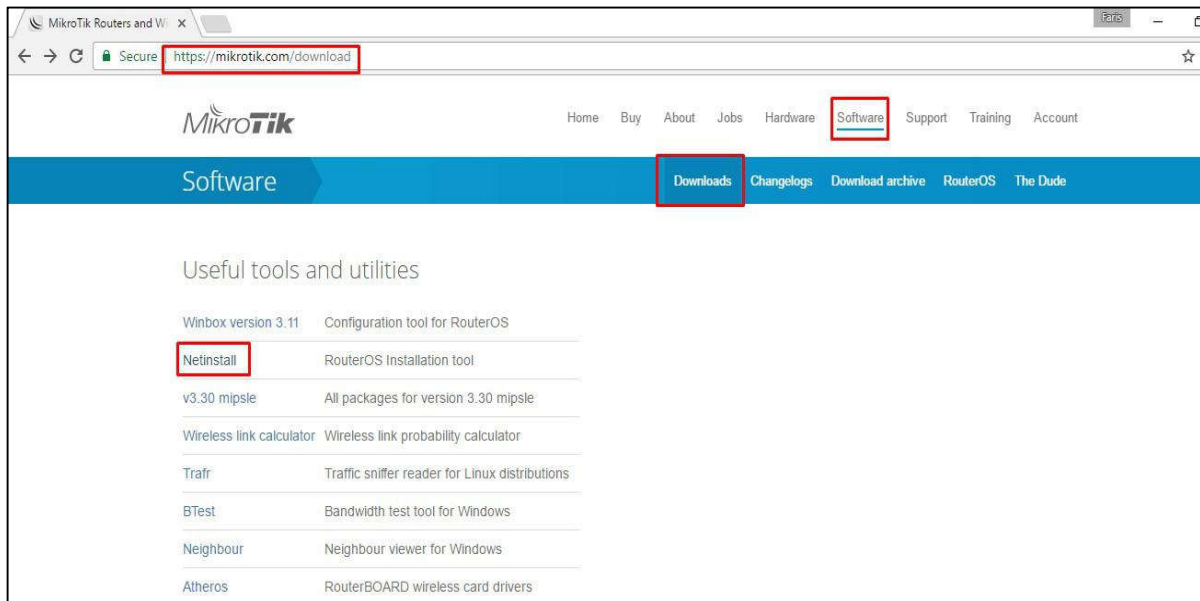 MikroTik Routers and Wi
Faris
Secure https://mikrotik.com/download
MikroTik
Home Buy About Jobs Hardware Software Support Training Account
Software
Downloads Changelogs Download archive RouterOS The Dude
Useful tools and utilities
Winbox version 3.11 Configuration tool for RouterOS
Netinstall RouterOS Installation tool
v3.30 mipsle All packages for version 3.30 mipsle
Wireless link calculator Wireless link probability calculator
Trafr Traffic sniffer reader for Linux distributions
BTest Bandwidth test tool for Windows
Neighbour Neighbour viewer for Windows
Atheros RouterBOARD wireless card drivers